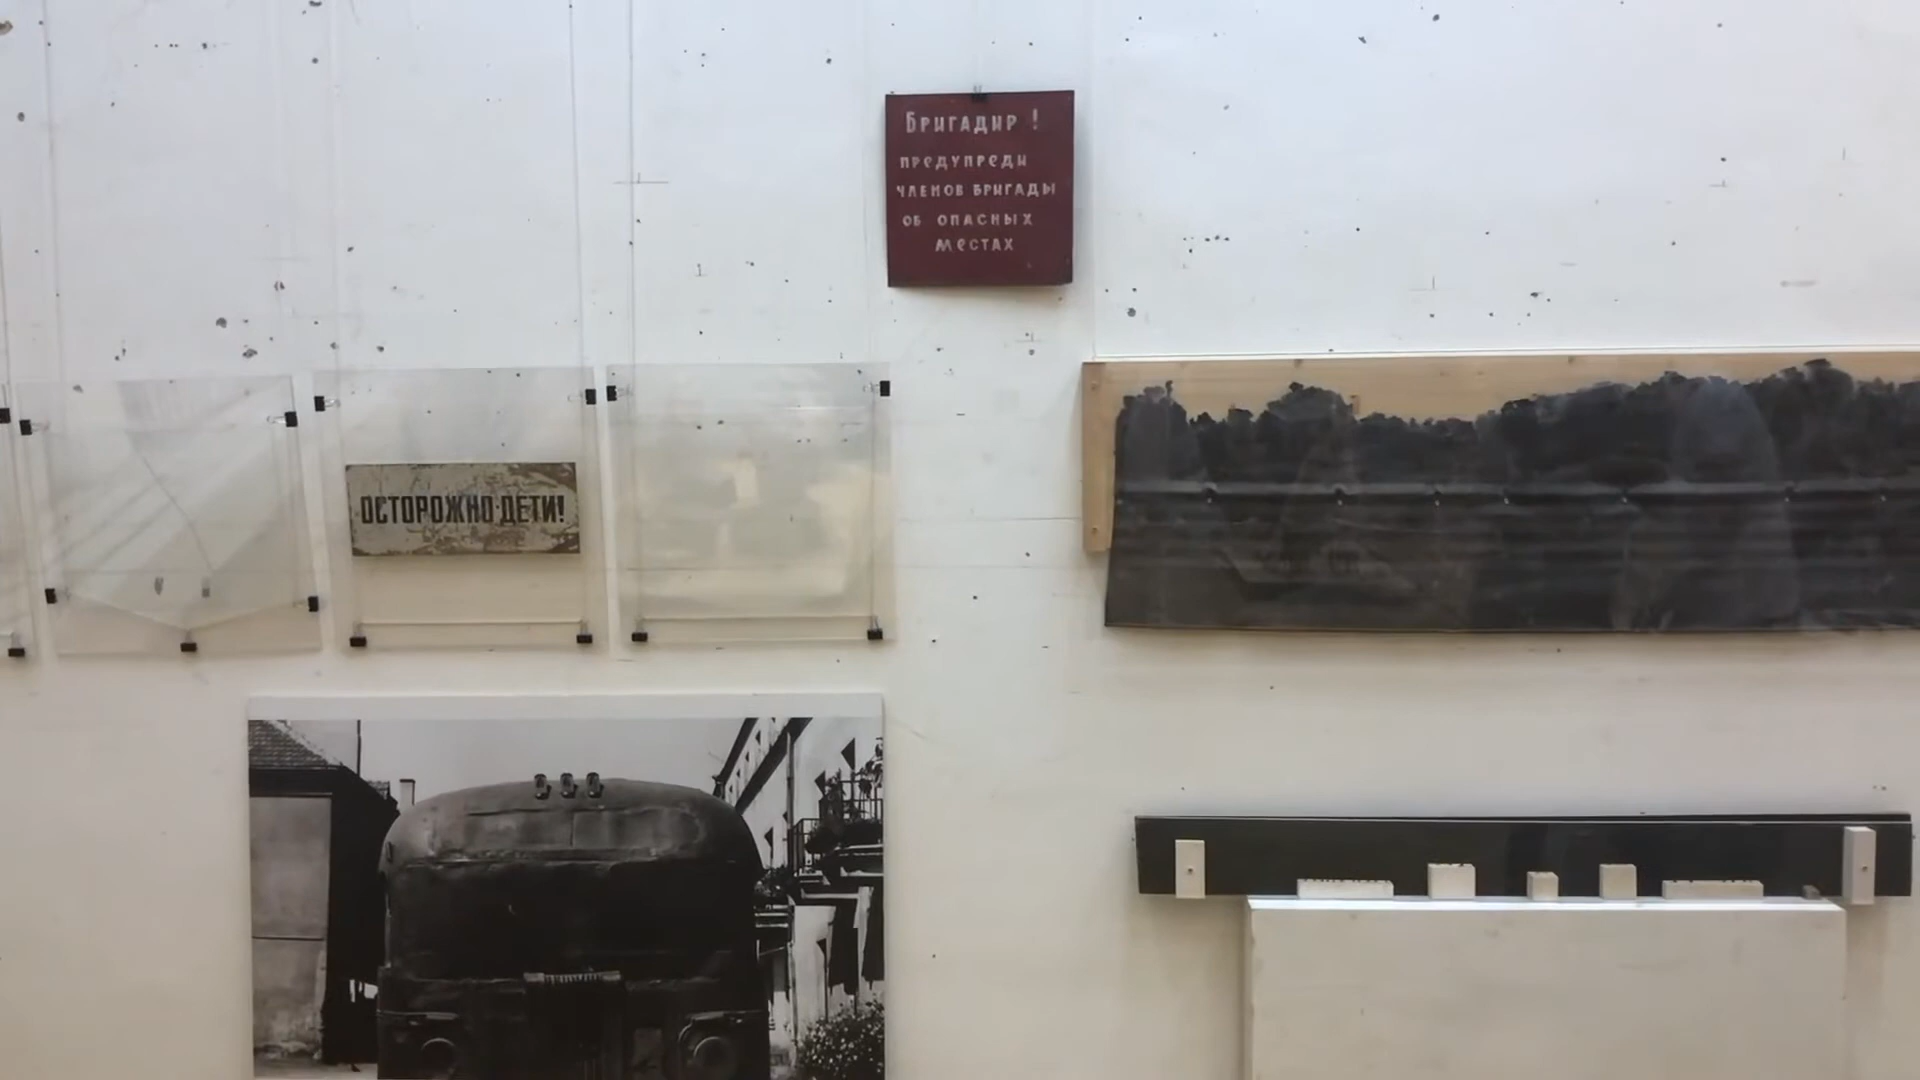 Бригадир !
предупреди
членов бригады
об опасных
местах
ОСТОРОЖНО ДЕТИ!